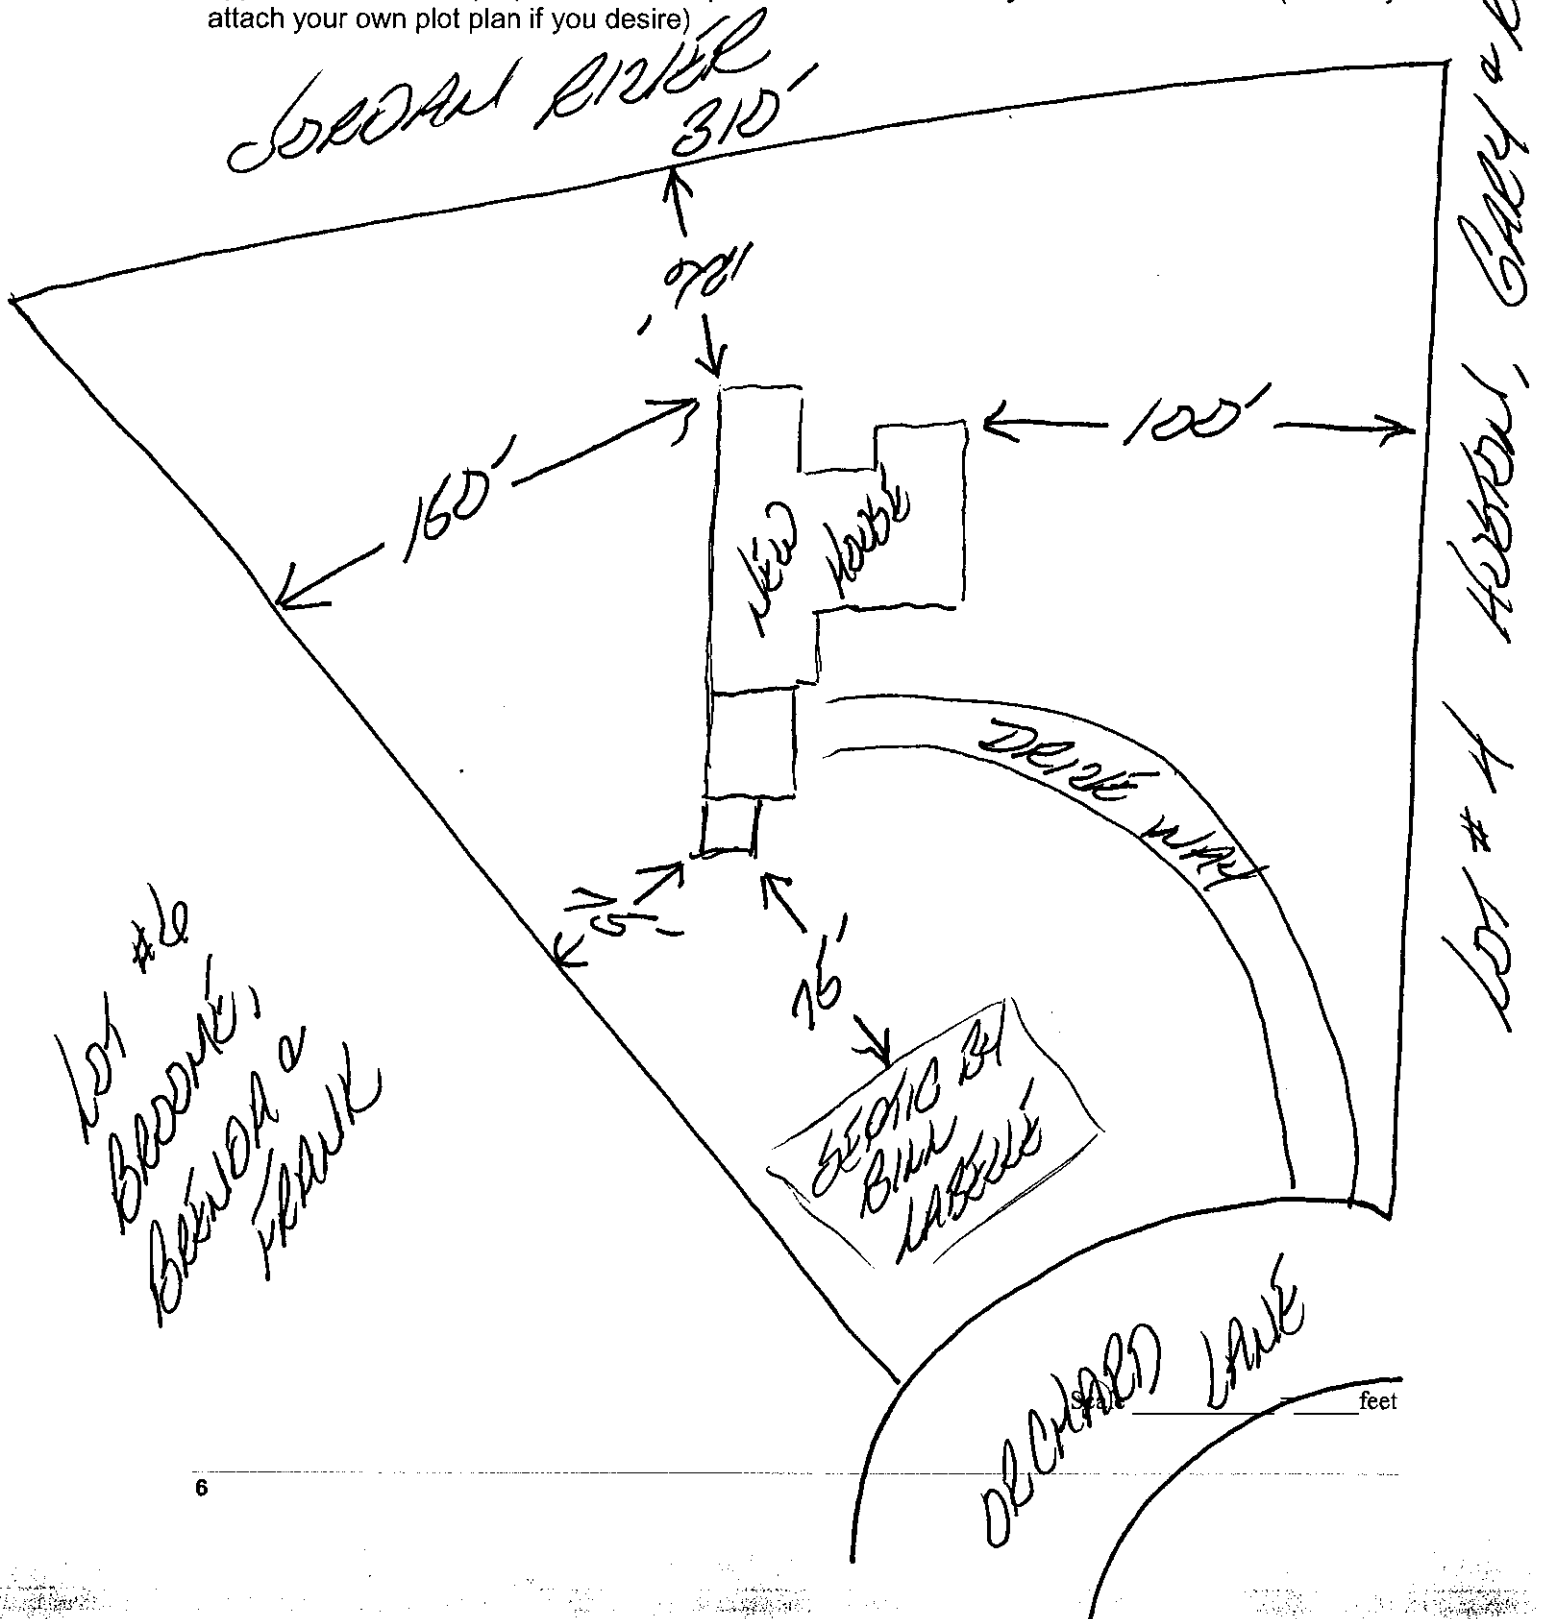 attach your own plot plan if you desire)
JORDAN RIVER
310'
160'
100'
NEW HOUSE
DRIVE WAY
75'
75'
SEPTIC BY
BILL
LABELLE
LOT #6
BROOME,
BRENDA &
FRANK
LOT #4 HUSTON, GARY &
ORCHARD LANE
Scale feet
6